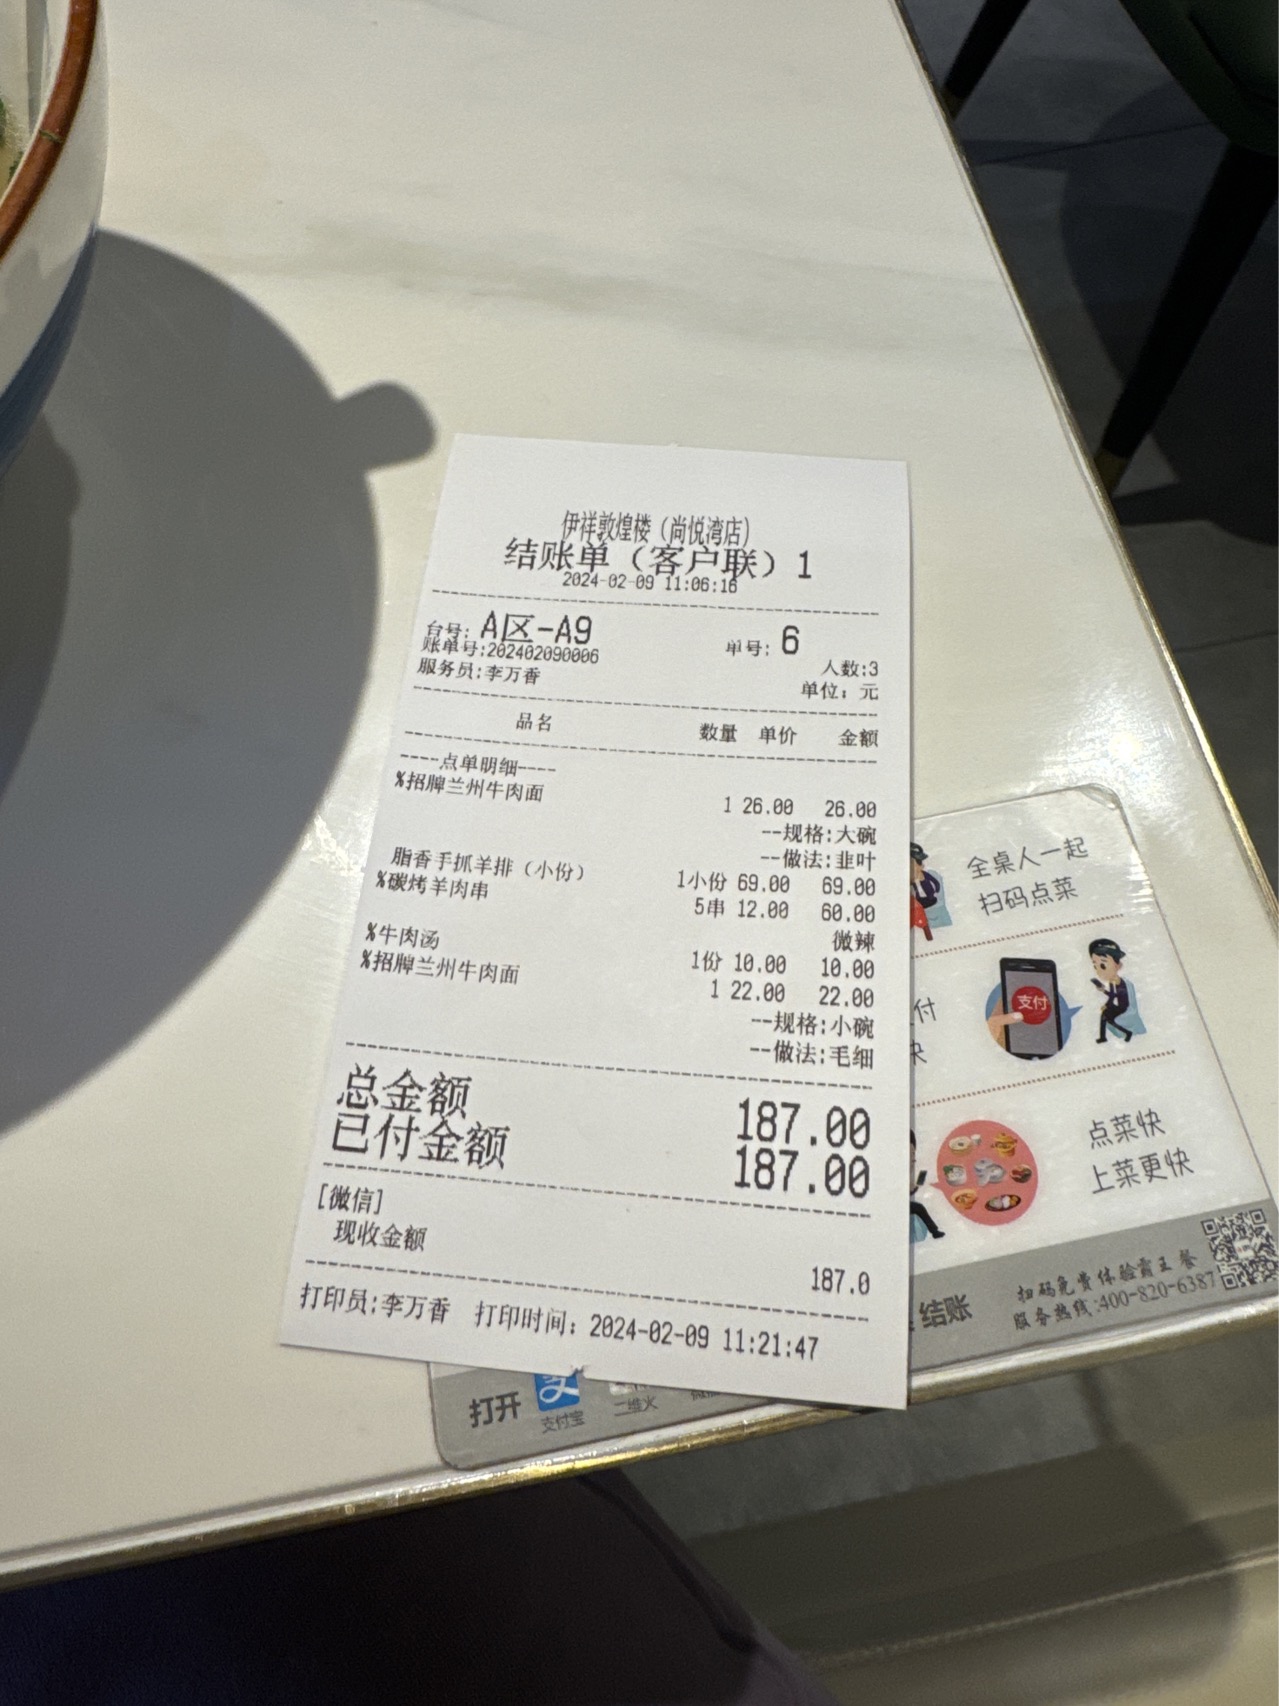 伊祥敦煌楼（尚悦湾店）
结账单（客户联）1
2024-02-09 11:06:16
台号: A区-A9 单号: 6
账单号:202402090006 人数:3
服务员:李万香 单位: 元
品名 数量 单价 金额
----点单明细----
%招牌兰州牛肉面 1 26.00 26.00
--规格:大碗
--做法:韭叶
脂香手抓羊排（小份） 1小份 69.00 69.00
%碳烤羊肉串 5串 12.00 60.00
微辣
%牛肉汤 1份 10.00 10.00
%招牌兰州牛肉面 1 22.00 22.00
--规格:小碗
--做法:毛细
总金额 187.00
已付金额 187.00
[微信]
现收金额 187.0
打印员:李万香 打印时间: 2024-02-09 11:21:47
全桌人一起
扫码点菜
支付
付
点菜快
上菜更快
扫码免费体验霸王餐
服务热线:400-820-6387
结账
打开
支付宝
二维火